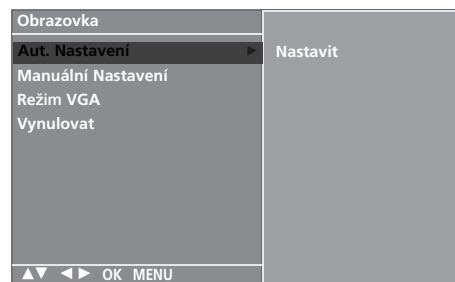 Obrazovka
Aut. Nastavení ►
Nastavit
Manuální Nastavení
Režim VGA
Vynulovat
▲▼ ◄► OK MENU